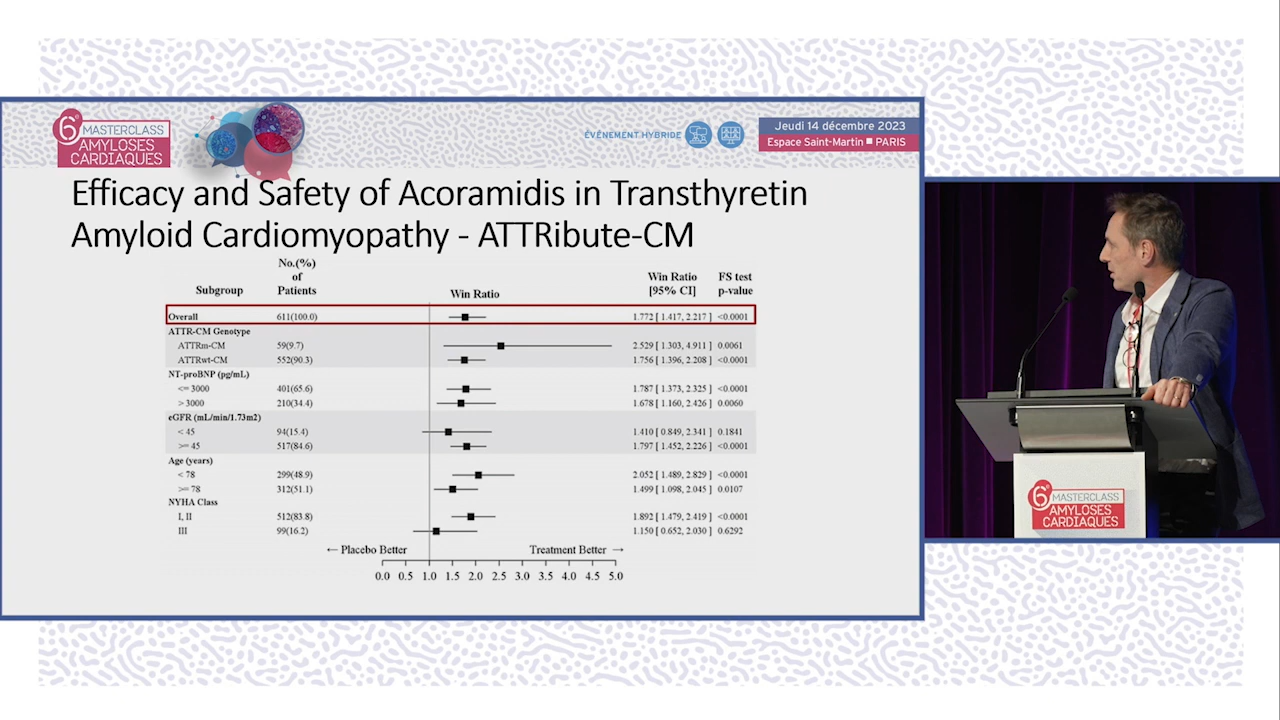 6e MASTERCLASS
AMYLOSES
CARDIAQUES
ÉVÉNEMENT HYBRIDE
Jeudi 14 décembre 2023
Espace Saint-Martin ■ PARIS
Efficacy and Safety of Acoramidis in Transthyretin
Amyloid Cardiomyopathy - ATTRibute-CM
Subgroup No.(%) of Patients Win Ratio Win Ratio [95% CI] FS test p-value
Overall 611(100.0) 1.772 [ 1.417, 2.217 ] <0.0001
ATTR-CM Genotype
ATTRm-CM 59(9.7) 2.529 [ 1.303, 4.911 ] 0.0061
ATTRwt-CM 552(90.3) 1.756 [ 1.396, 2.208 ] <0.0001
NT-proBNP (pg/mL)
<= 3000 401(65.6) 1.787 [ 1.373, 2.325 ] <0.0001
> 3000 210(34.4) 1.678 [ 1.160, 2.426 ] 0.0060
eGFR (mL/min/1.73m2)
< 45 94(15.4) 1.410 [ 0.849, 2.341 ] 0.1841
>= 45 517(84.6) 1.797 [ 1.452, 2.226 ] <0.0001
Age (years)
< 78 299(48.9) 2.052 [ 1.489, 2.829 ] <0.0001
>= 78 312(51.1) 1.499 [ 1.098, 2.045 ] 0.0107
NYHA Class
I, II 512(83.8) 1.892 [ 1.479, 2.419 ] <0.0001
III 99(16.2) 1.150 [ 0.652, 2.030 ] 0.6292
← Placebo Better Treatment Better →
0.0 0.5 1.0 1.5 2.0 2.5 3.0 3.5 4.0 4.5 5.0
6e MASTERCLASS
AMYLOSES
CARDIAQUES